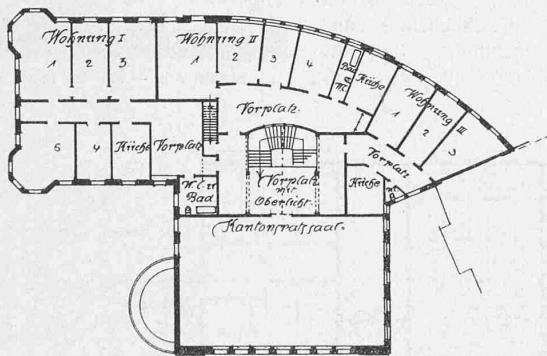 Wohnung I
1 2 3
Wohnung II
1 2 3 4
Bad
Küche
Wohnung III
1 2 3
Vorplatz
5 4 Küche Vorplatz
W.C. u
Bad
Vorplatz
mit
Oberlicht
Vorplatz
Küche
Kantonsratssaal